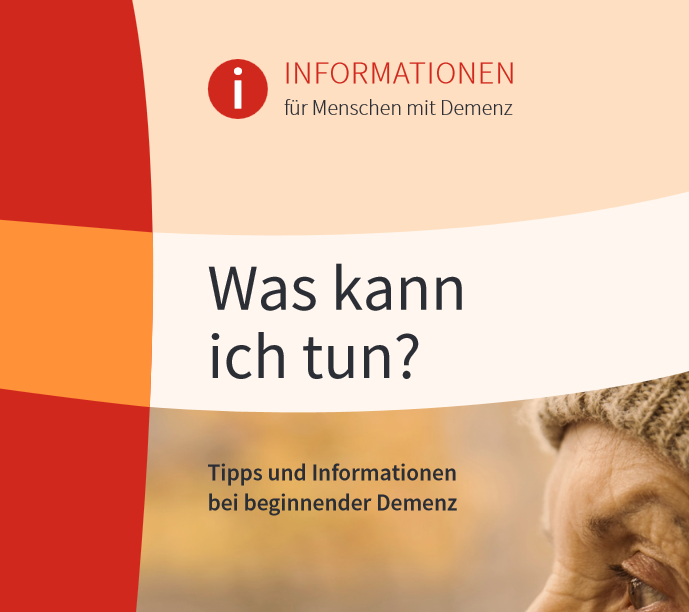 i
INFORMATIONEN
für Menschen mit Demenz
Was kann
ich tun?
Tipps und Informationen
bei beginnender Demenz